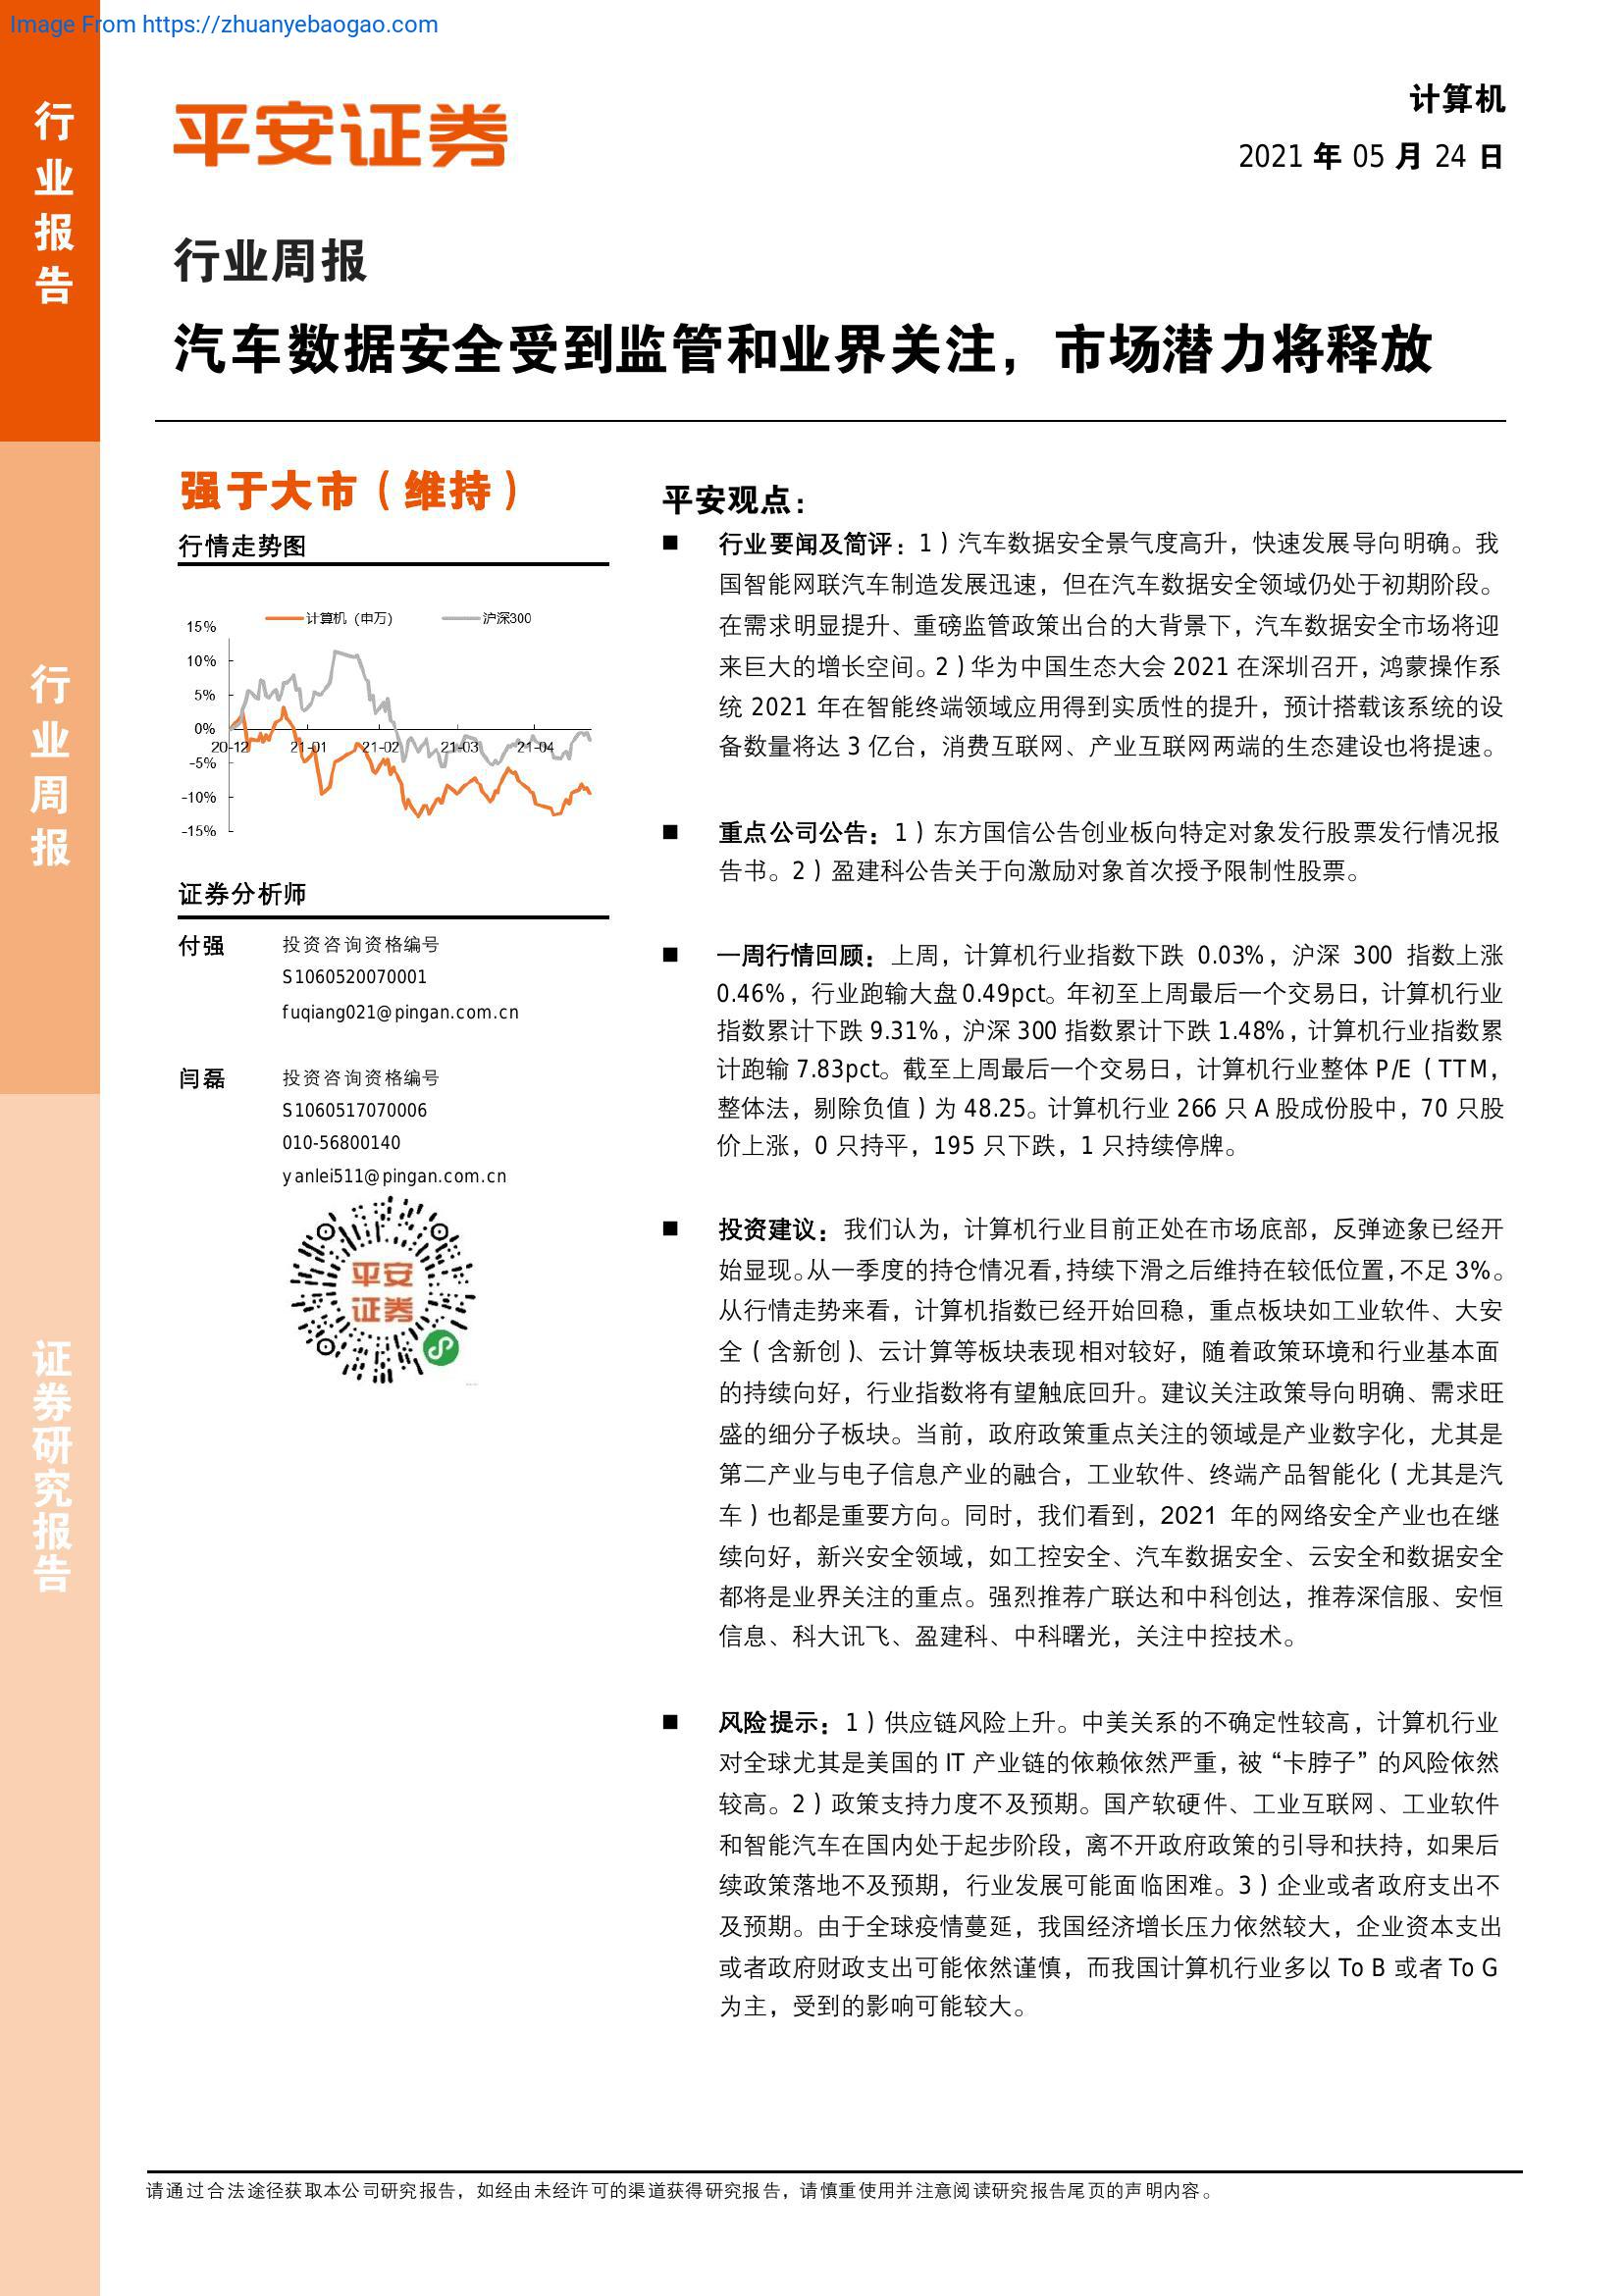 Image From https://zhuanyebaogao.com
行业报告
行业周报
证券研究报告
平安证券
计算机
2021 年 05 月 24 日
行业周报
汽车数据安全受到监管和业界关注，市场潜力将释放
强于大市（维持）
行情走势图
计算机（申万） 沪深300
15%
10%
5%
0%
-5%
-10%
-15%
20-12 21-01 21-02 21-03 21-04
证券分析师
付强 投资咨询资格编号
S1060520070001
fuqiang021@pingan.com.cn
闫磊 投资咨询资格编号
S1060517070006
010-56800140
yanlei511@pingan.com.cn
平安
证券
平安观点：
■ 行业要闻及简评：1）汽车数据安全景气度高升，快速发展导向明确。我
国智能网联汽车制造发展迅速，但在汽车数据安全领域仍处于初期阶段。
在需求明显提升、重磅监管政策出台的大背景下，汽车数据安全市场将迎
来巨大的增长空间。2）华为中国生态大会 2021 在深圳召开，鸿蒙操作系
统 2021 年在智能终端领域应用得到实质性的提升，预计搭载该系统的设
备数量将达 3 亿台，消费互联网、产业互联网两端的生态建设也将提速。
■ 重点公司公告：1）东方国信公告创业板向特定对象发行股票发行情况报
告书。2）盈建科公告关于向激励对象首次授予限制性股票。
■ 一周行情回顾：上周，计算机行业指数下跌 0.03%，沪深 300 指数上涨
0.46%，行业跑输大盘0.49pct。年初至上周最后一个交易日，计算机行业
指数累计下跌 9.31%，沪深 300 指数累计下跌 1.48%，计算机行业指数累
计跑输 7.83pct。截至上周最后一个交易日，计算机行业整体 P/E（TTM，
整体法，剔除负值）为 48.25。计算机行业 266 只 A 股成份股中，70 只股
价上涨，0 只持平，195 只下跌，1 只持续停牌。
■ 投资建议：我们认为，计算机行业目前正处在市场底部，反弹迹象已经开
始显现。从一季度的持仓情况看，持续下滑之后维持在较低位置，不足 3%。
从行情走势来看，计算机指数已经开始回稳，重点板块如工业软件、大安
全（含新创）、云计算等板块表现相对较好，随着政策环境和行业基本面
的持续向好，行业指数将有望触底回升。建议关注政策导向明确、需求旺
盛的细分子板块。当前，政府政策重点关注的领域是产业数字化，尤其是
第二产业与电子信息产业的融合，工业软件、终端产品智能化（尤其是汽
车）也都是重要方向。同时，我们看到，2021 年的网络安全产业也在继
续向好，新兴安全领域，如工控安全、汽车数据安全、云安全和数据安全
都将是业界关注的重点。强烈推荐广联达和中科创达，推荐深信服、安恒
信息、科大讯飞、盈建科、中科曙光，关注中控技术。
■ 风险提示：1）供应链风险上升。中美关系的不确定性较高，计算机行业
对全球尤其是美国的 IT 产业链的依赖依然严重，被“卡脖子”的风险依然
较高。2）政策支持力度不及预期。国产软硬件、工业互联网、工业软件
和智能汽车在国内处于起步阶段，离不开政府政策的引导和扶持，如果后
续政策落地不及预期，行业发展可能面临困难。3）企业或者政府支出不
及预期。由于全球疫情蔓延，我国经济增长压力依然较大，企业资本支出
或者政府财政支出可能依然谨慎，而我国计算机行业多以 To B 或者 To G
为主，受到的影响可能较大。
请通过合法途径获取本公司研究报告，如经由未经许可的渠道获得研究报告，请慎重使用并注意阅读研究报告尾页的声明内容。